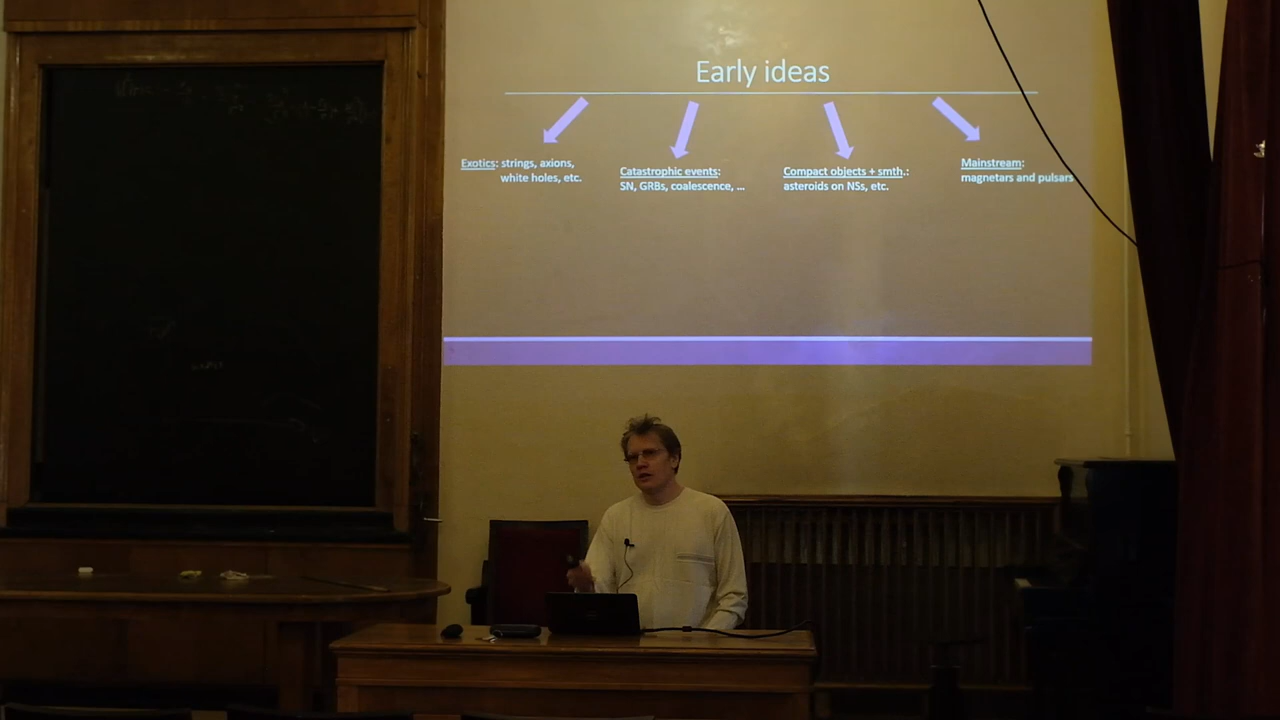 Early ideas
Exotics: strings, axions,
white holes, etc.
Catastrophic events:
SN, GRBs, coalescence, ...
Compact objects + smth.:
asteroids on NSs, etc.
Mainstream:
magnetars and pulsars